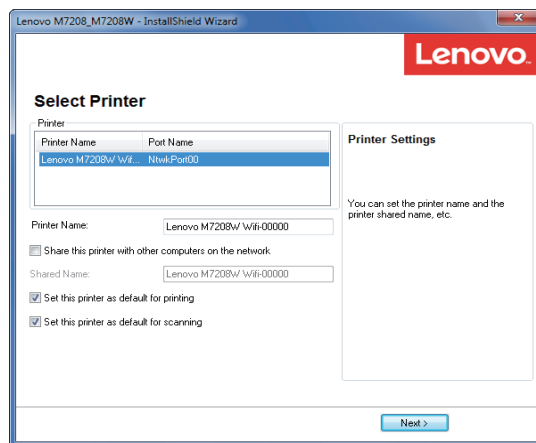 Lenovo M7208_M7208W - InstallShield Wizard
Lenovo
Select Printer
Printer
Printer Name Port Name
Lenovo M7208W Wif... NtwkPort00
Printer Name: Lenovo M7208W Wifi-00000
Share this printer with other computers on the network
Shared Name: Lenovo M7208W Wifi-00000
Set this printer as default for printing
Set this printer as default for scanning
Printer Settings
You can set the printer name and the
printer shared name, etc.
Next >